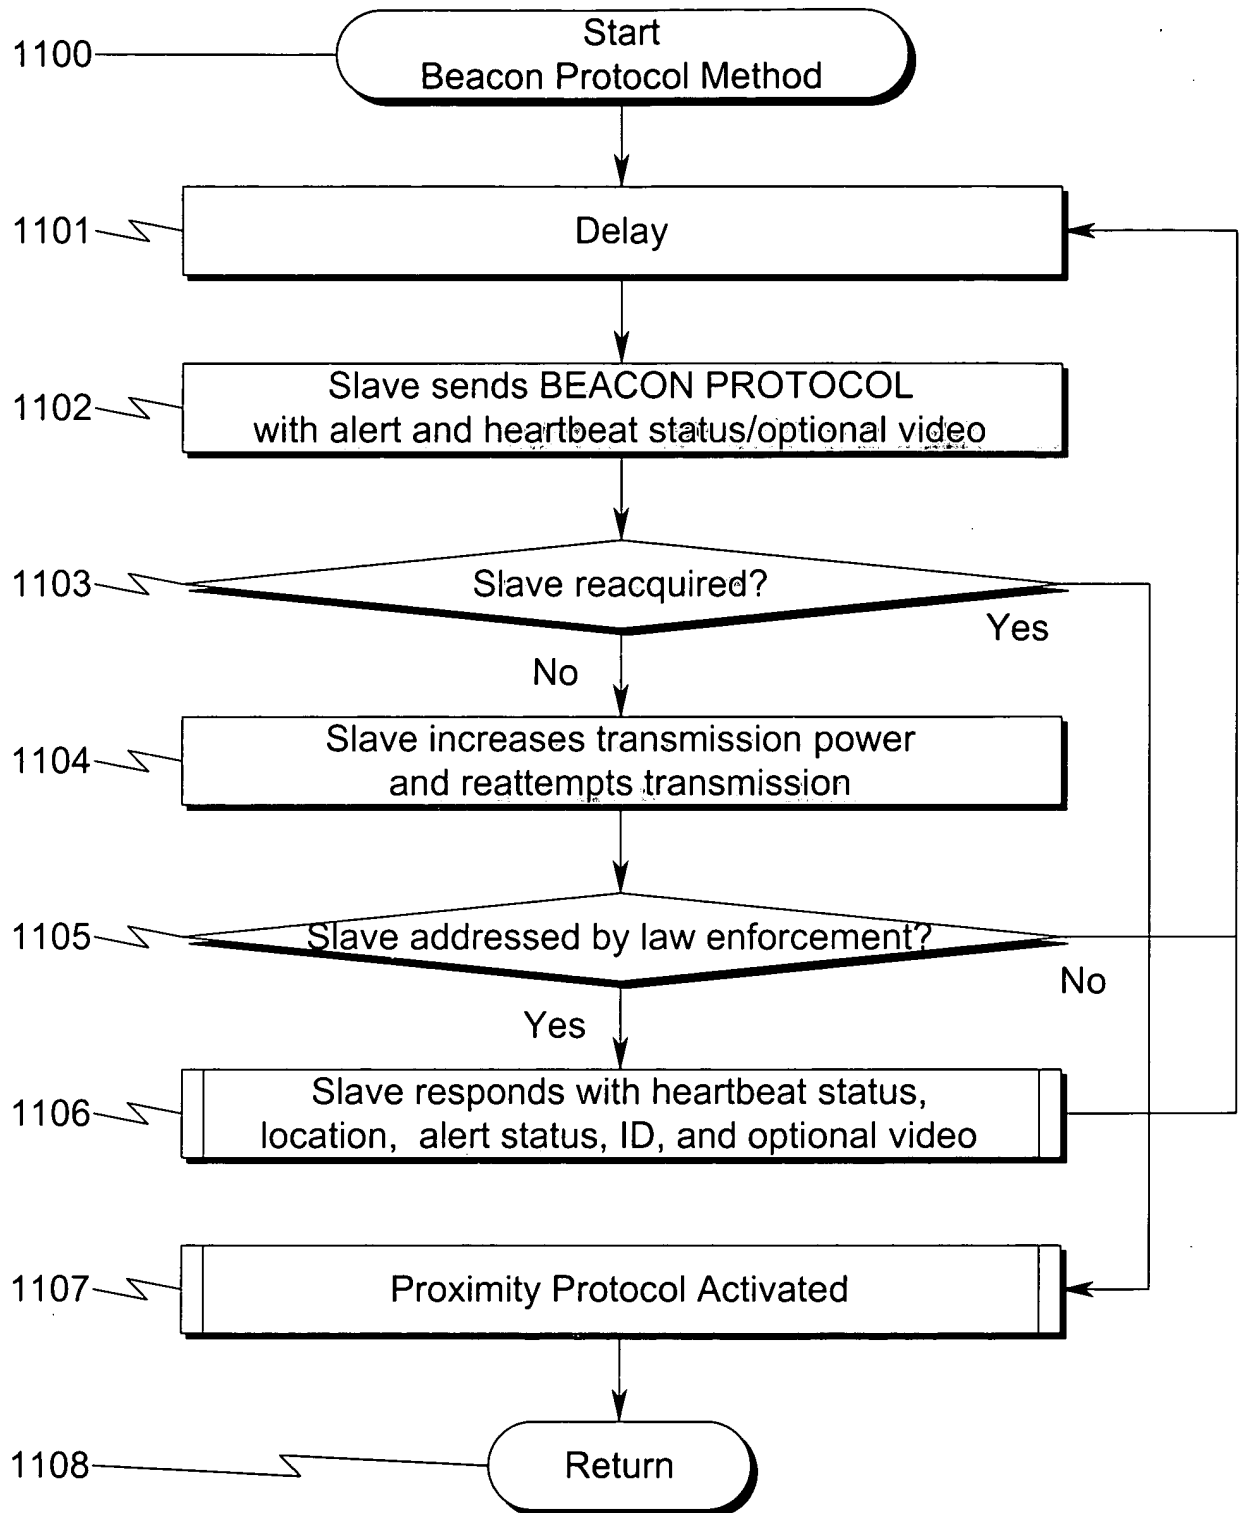 1100
Start
Beacon Protocol Method
1101
Delay
1102
Slave sends BEACON PROTOCOL
with alert and heartbeat status/optional video
1103
Slave reacquired?
Yes
No
1104
Slave increases transmission power
and reattempts transmission
1105
Slave addressed by law enforcement?
No
Yes
1106
Slave responds with heartbeat status,
location, alert status, ID, and optional video
1107
Proximity Protocol Activated
1108
Return